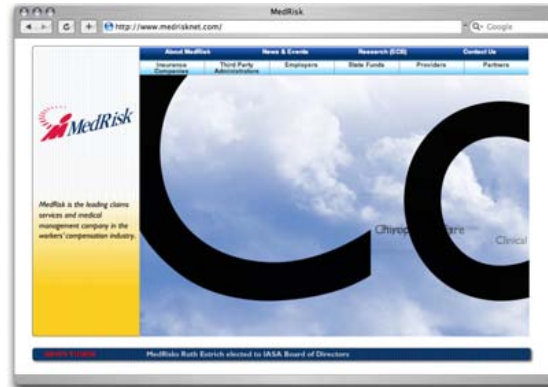 MedRisk
http://www.medrisknet.com/
Google
About MedRisk
News & Events
Research (CCS)
Contact Us
Insurance Companies
Third Party Administrators
Employers
State Funds
Providers
Partners
MedRisk
MedRisk is the leading claims
services and medical
management company in the
workers' compensation industry.
Co
Clinical
MedRisks Ruth Estrich elected to IASA Board of Directors